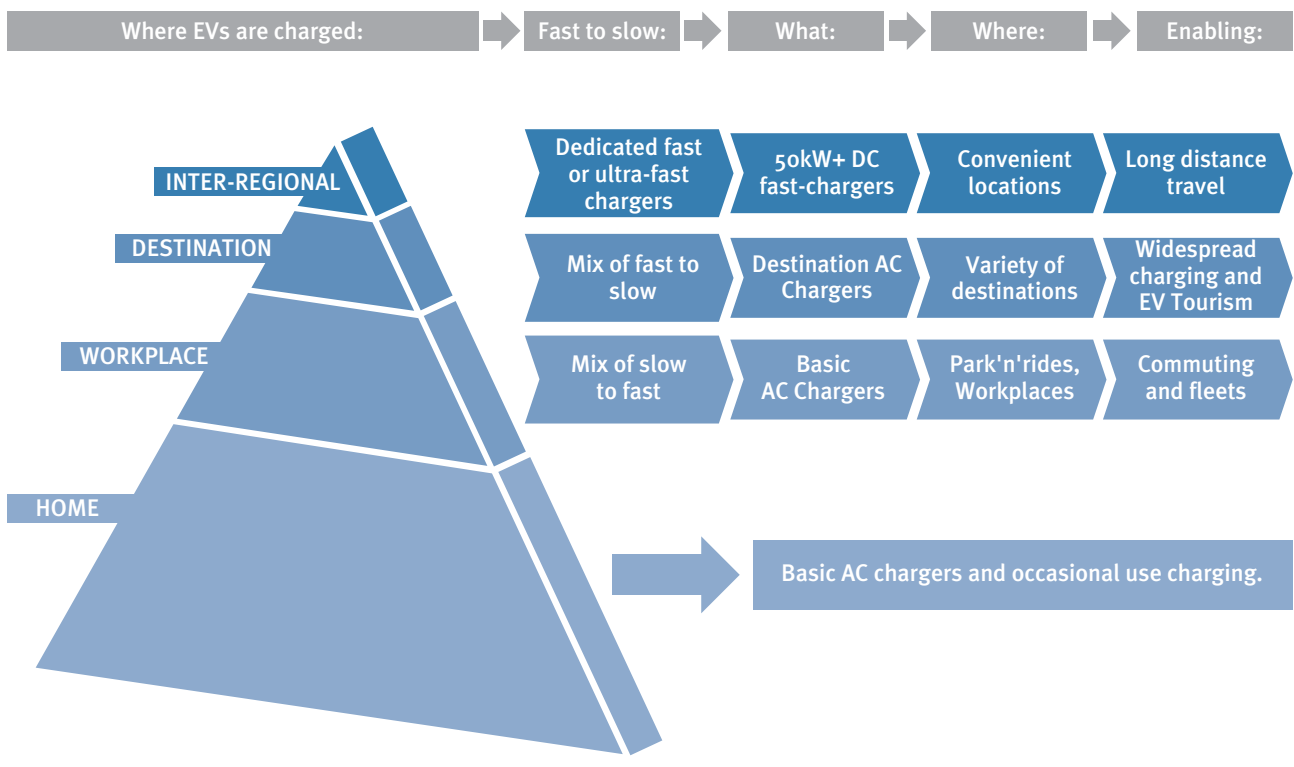 Where EVs are charged:
Fast to slow:
What:
Where:
Enabling:
INTER-REGIONAL
Dedicated fast
or ultra-fast
chargers
50kW+ DC
fast-chargers
Convenient
locations
Long distance
travel
DESTINATION
Mix of fast to
slow
Destination AC
Chargers
Variety of
destinations
Widespread
charging and
EV Tourism
WORKPLACE
Mix of slow
to fast
Basic
AC Chargers
Park'n'rides,
Workplaces
Commuting
and fleets
HOME
Basic AC chargers and occasional use charging.